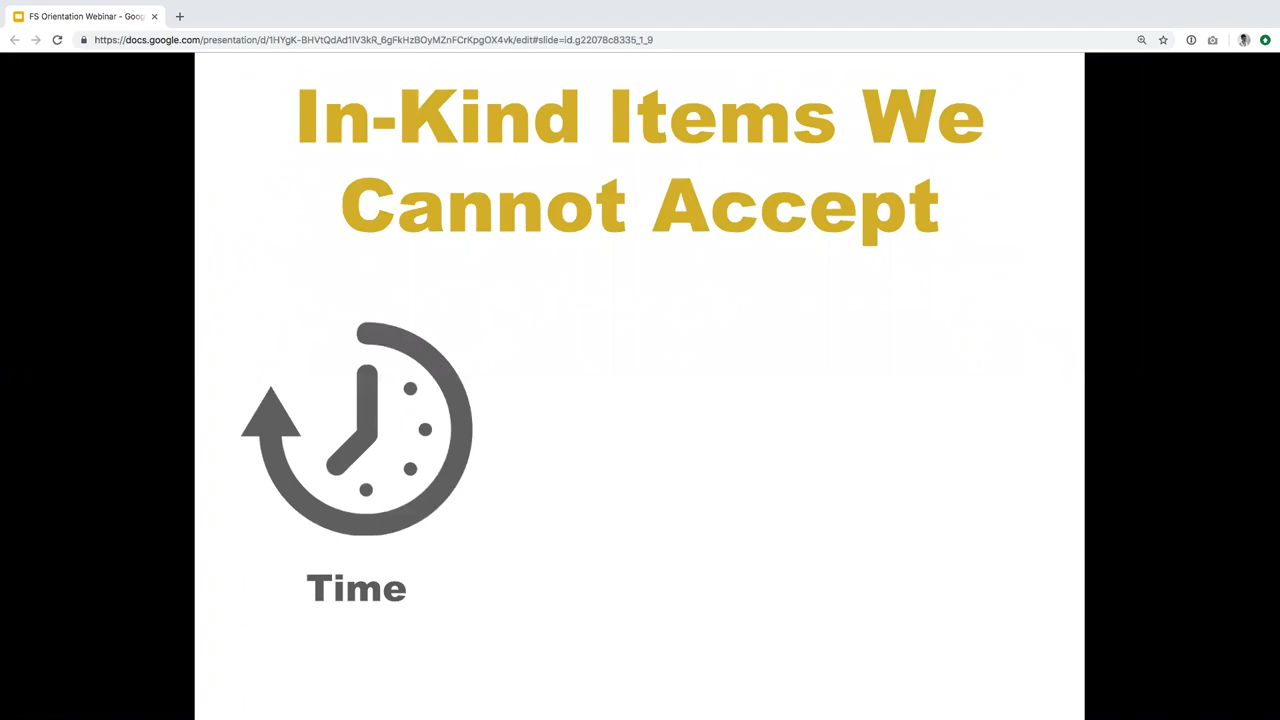 FS Orientation Webinar - Goog
https://docs.google.com/presentation/d/1HYgK-BHVtQdAd1lV3kR_6gFkHzBOyMZnFCrKpgOX4vk/edit#slide=id.g22078c8335_1_9
In-Kind Items We
Cannot Accept
Time